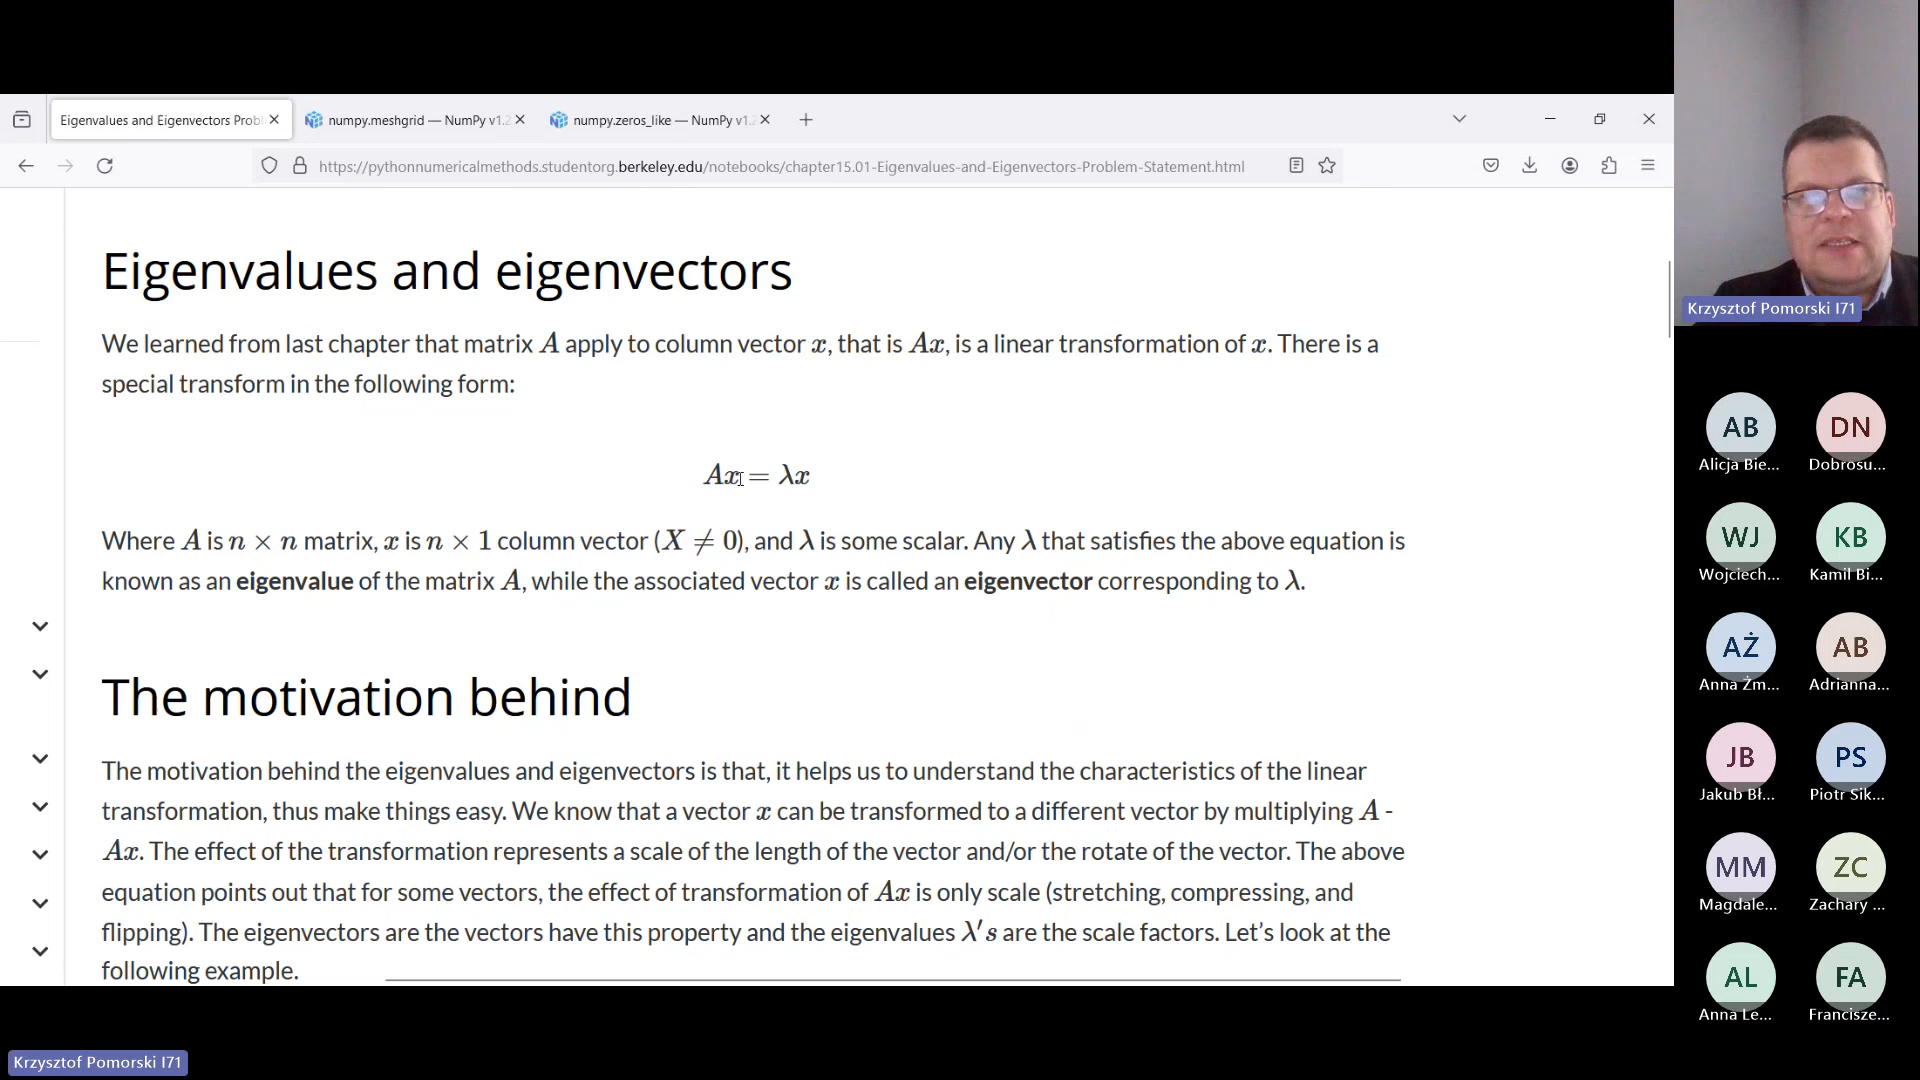 Eigenvalues and Eigenvectors Probl
numpy.meshgrid — NumPy v1.2
numpy.zeros_like — NumPy v1.2
https://pythonnumericalmethods.studentorg.berkeley.edu/notebooks/chapter15.01-Eigenvalues-and-Eigenvectors-Problem-Statement.html
Eigenvalues and eigenvectors
We learned from last chapter that matrix A apply to column vector x, that is Ax, is a linear transformation of x. There is a
special transform in the following form:
Ax = λx
Where A is n × n matrix, x is n × 1 column vector (X ≠ 0), and λ is some scalar. Any λ that satisfies the above equation is
known as an eigenvalue of the matrix A, while the associated vector x is called an eigenvector corresponding to λ.
The motivation behind
The motivation behind the eigenvalues and eigenvectors is that, it helps us to understand the characteristics of the linear
transformation, thus make things easy. We know that a vector x can be transformed to a different vector by multiplying A -
Ax. The effect of the transformation represents a scale of the length of the vector and/or the rotate of the vector. The above
equation points out that for some vectors, the effect of transformation of Ax is only scale (stretching, compressing, and
flipping). The eigenvectors are the vectors have this property and the eigenvalues λ′s are the scale factors. Let's look at the
following example.
Krzysztof Pomorski I71
AB
Alicja Bie...
DN
Dobrosu...
WJ
Wojciech...
KB
Kamil Bi...
AŻ
Anna Żm...
AB
Adrianna...
JB
Jakub Bł...
PS
Piotr Sik...
MM
Magdale...
ZC
Zachary ...
AL
Anna Le...
FA
Francisze...
Krzysztof Pomorski I71